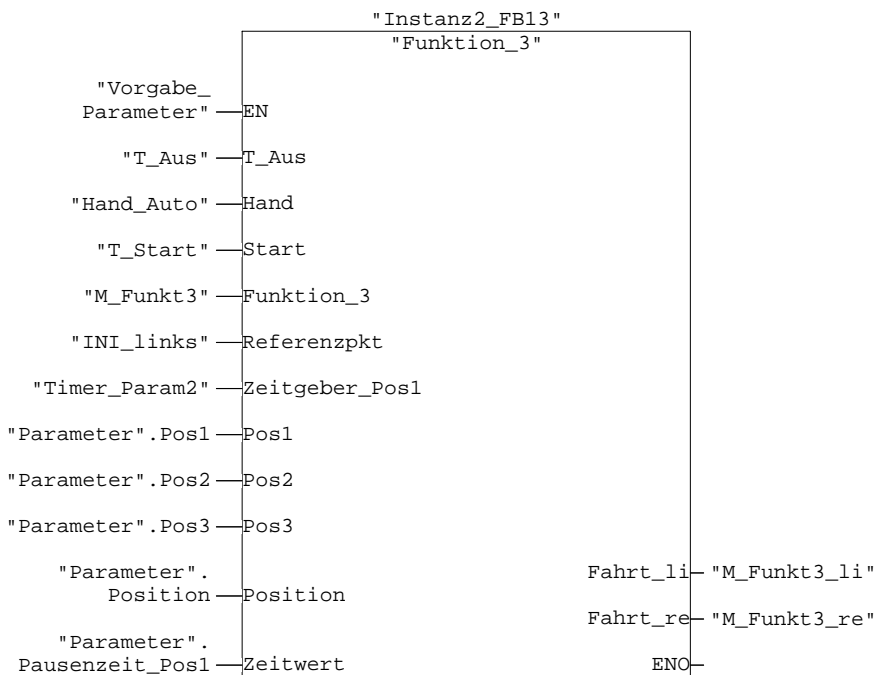 "Instanz2_FB13"
"Funktion_3"
"Vorgabe_
Parameter" EN
"T_Aus" T_Aus
"Hand_Auto" Hand
"T_Start" Start
"M_Funkt3" Funktion_3
"INI_links" Referenzpkt
"Timer_Param2" Zeitgeber_Pos1
"Parameter".Pos1 Pos1
"Parameter".Pos2 Pos2
"Parameter".Pos3 Pos3
"Parameter". Fahrt_li "M_Funkt3_li"
Position Position
Fahrt_re "M_Funkt3_re"
"Parameter".
Pausenzeit_Pos1 Zeitwert ENO